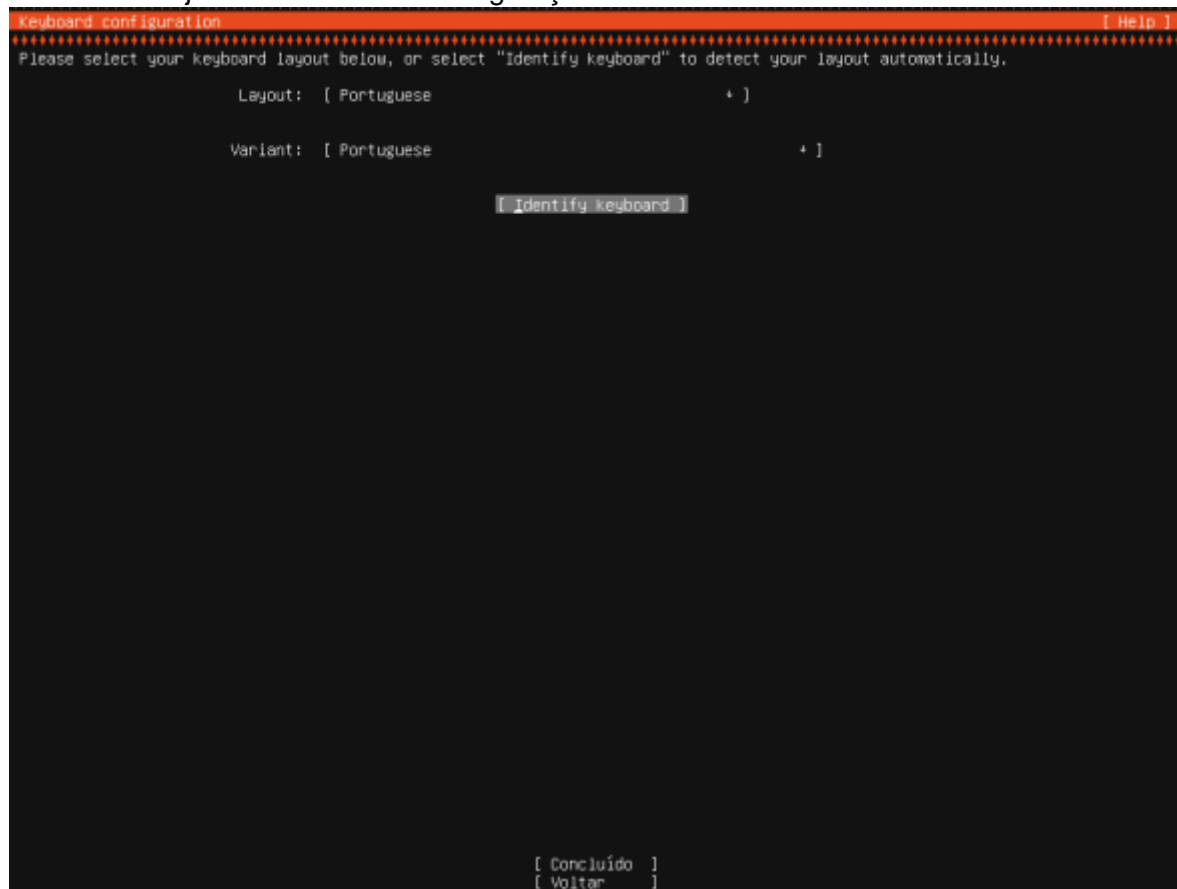 Keyboard configuration [ Help ]
Please select your keyboard layout below, or select "Identify keyboard" to detect your layout automatically.
Layout: [ Portuguese ]
Variant: [ Portuguese ]
[ Identify keyboard ]
[ Concluído ]
[ Voltar ]